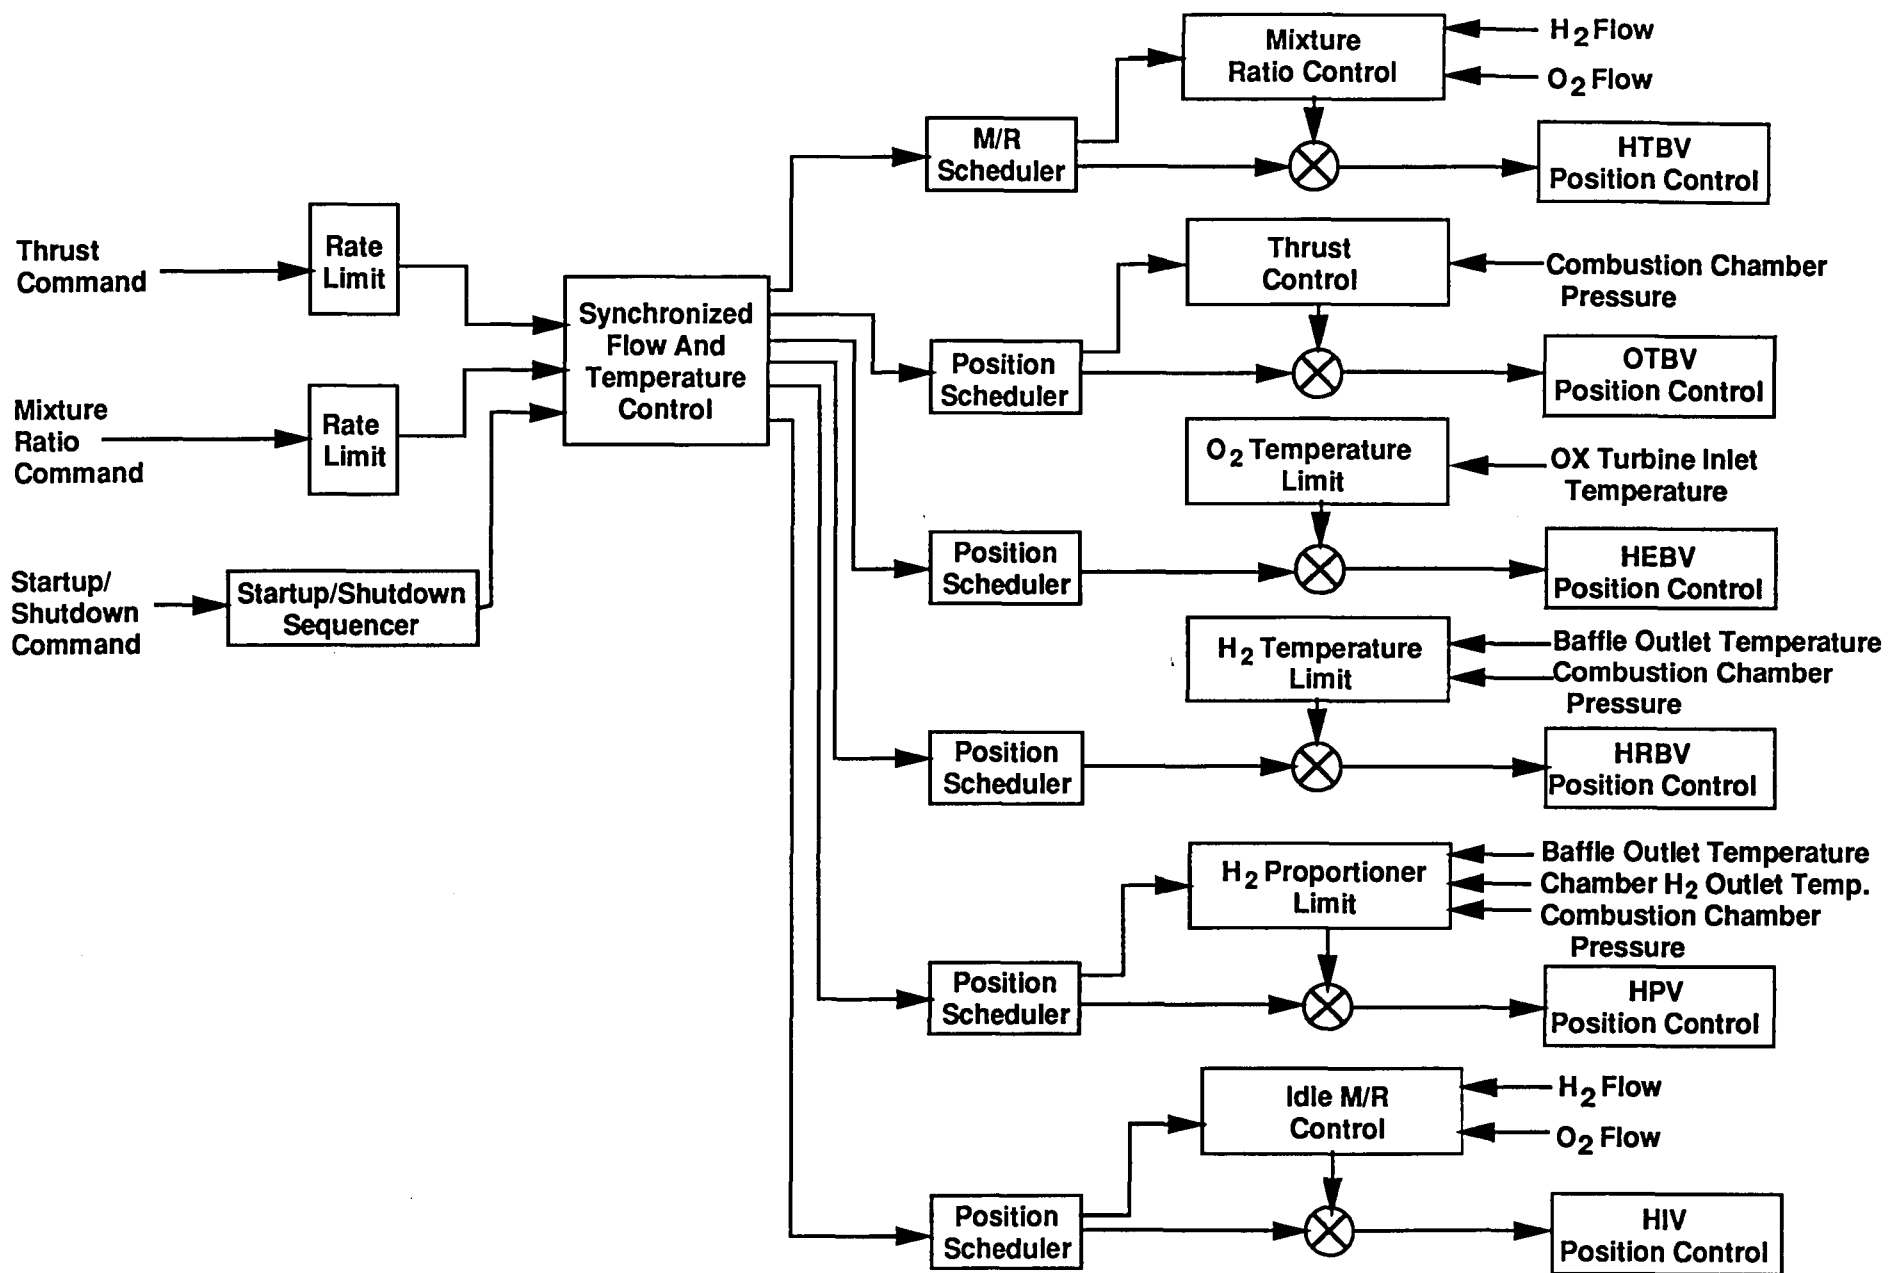 Thrust
Command
Rate
Limit
Mixture
Ratio
Command
Rate
Limit
Startup/
Shutdown
Command
Startup/Shutdown
Sequencer
Synchronized
Flow And
Temperature
Control
M/R
Scheduler
Mixture
Ratio Control
H2 Flow
O2 Flow
HTBV
Position Control
Position
Scheduler
Thrust
Control
Combustion Chamber
Pressure
OTBV
Position Control
Position
Scheduler
O2 Temperature
Limit
OX Turbine Inlet
Temperature
HEBV
Position Control
Position
Scheduler
H2 Temperature
Limit
Baffle Outlet Temperature
Combustion Chamber
Pressure
HRBV
Position Control
Position
Scheduler
H2 Proportioner
Limit
Baffle Outlet Temperature
Chamber H2 Outlet Temp.
Combustion Chamber
Pressure
HPV
Position Control
Position
Scheduler
Idle M/R
Control
H2 Flow
O2 Flow
HIV
Position Control